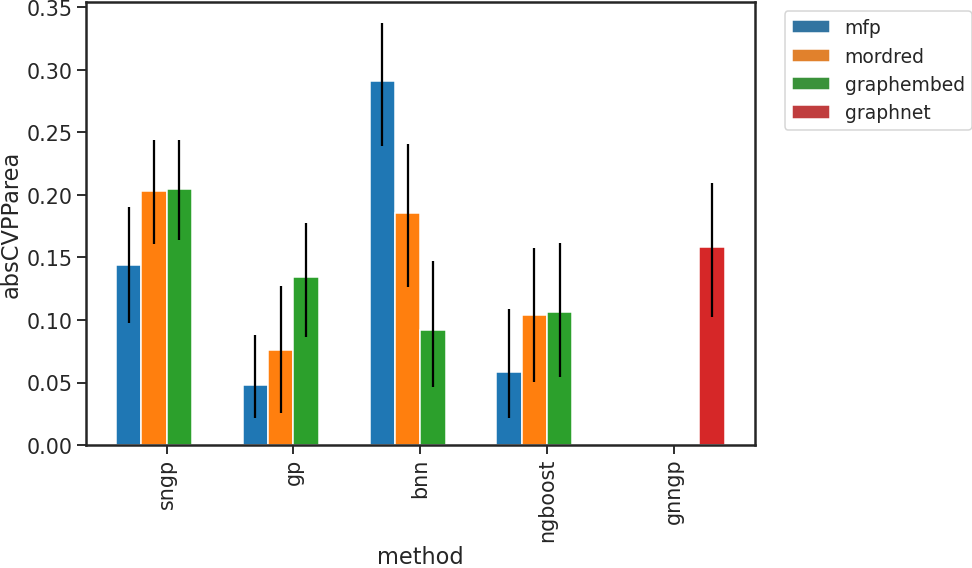 absCVPParea
0.35
0.30
0.25
0.20
0.15
0.10
0.05
0.00
sngp
gp
bnn
ngboost
gnngp
method
mfp
mordred
graphembed
graphnet